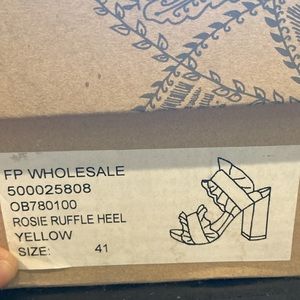 FP WHOLESALE
500025808
OB780100
ROSIE RUFFLE HEEL
YELLOW
SIZE: 41